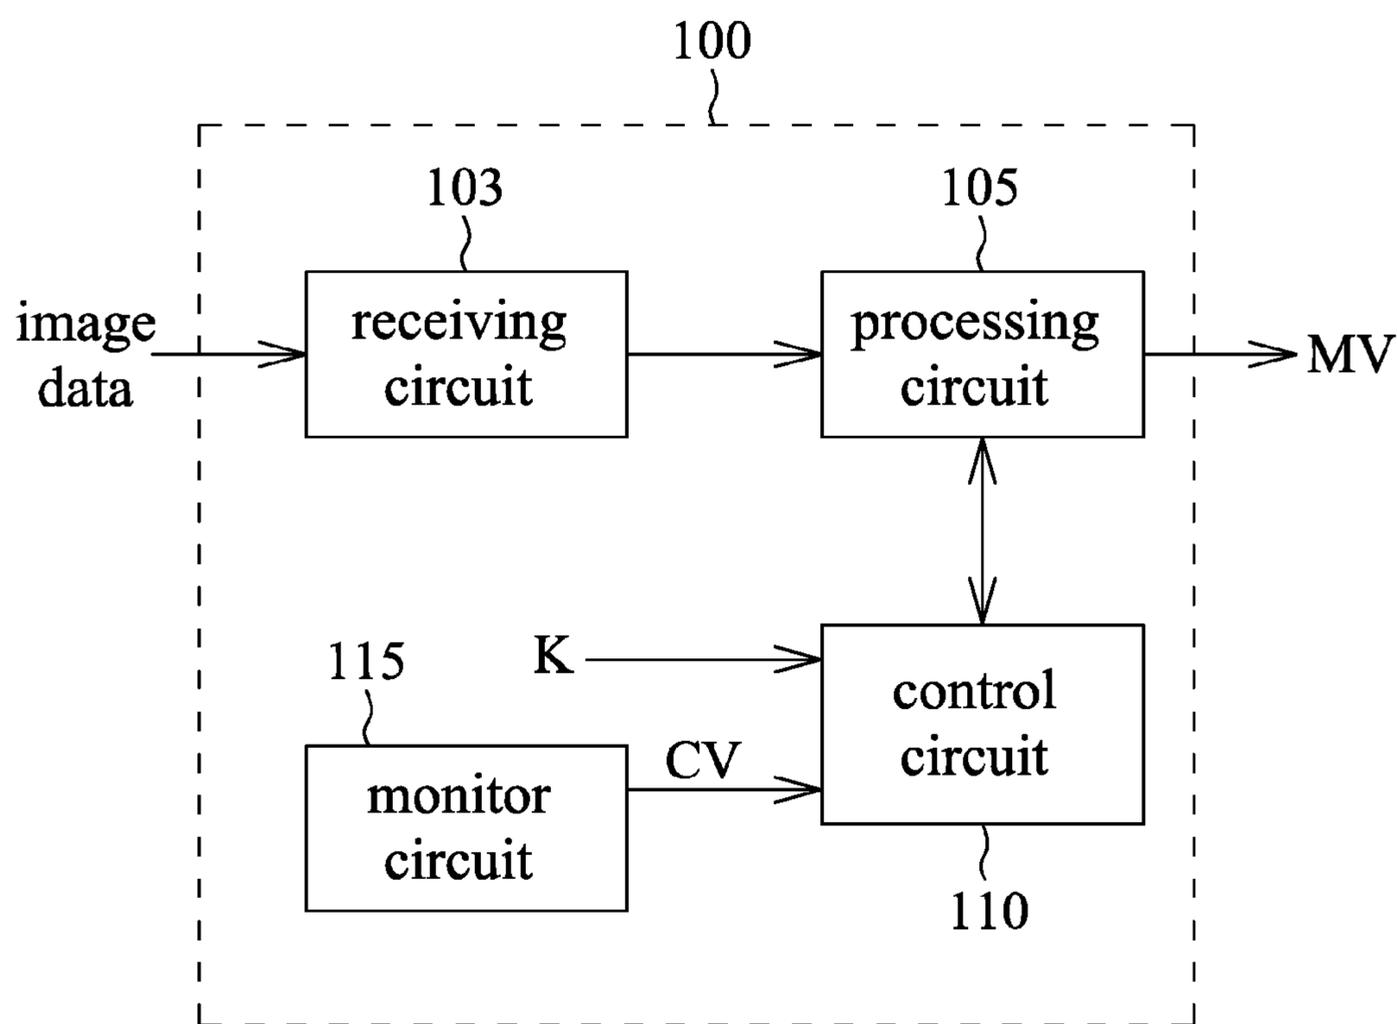 100
103
105
image
data
receiving
circuit
processing
circuit
MV
K
115
CV
monitor
circuit
control
circuit
110